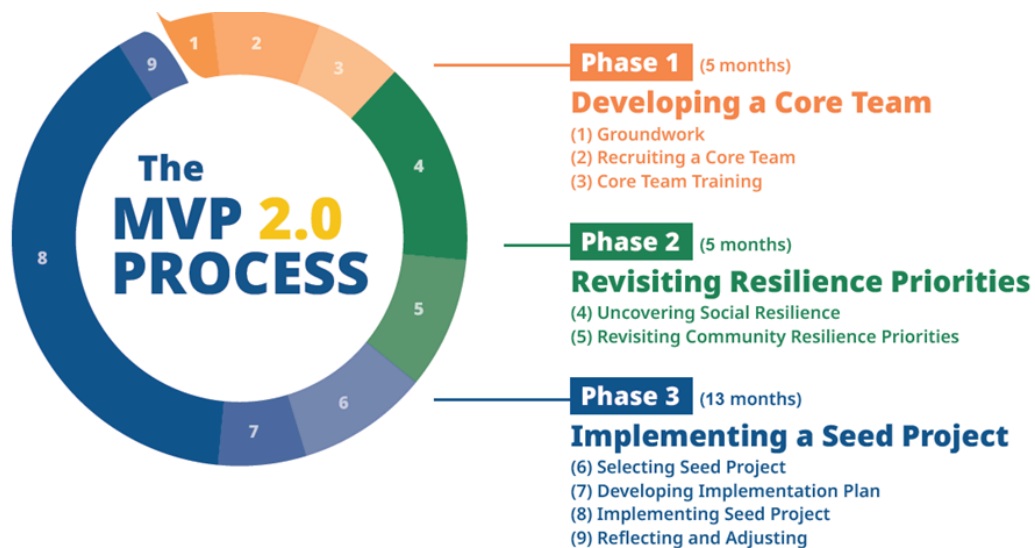 1
2
3
4
5
6
7
8
9
The
MVP 2.0
PROCESS
Phase 1 (5 months)
Developing a Core Team
(1) Groundwork
(2) Recruiting a Core Team
(3) Core Team Training
Phase 2 (5 months)
Revisiting Resilience Priorities
(4) Uncovering Social Resilience
(5) Revisiting Community Resilience Priorities
Phase 3 (13 months)
Implementing a Seed Project
(6) Selecting Seed Project
(7) Developing Implementation Plan
(8) Implementing Seed Project
(9) Reflecting and Adjusting